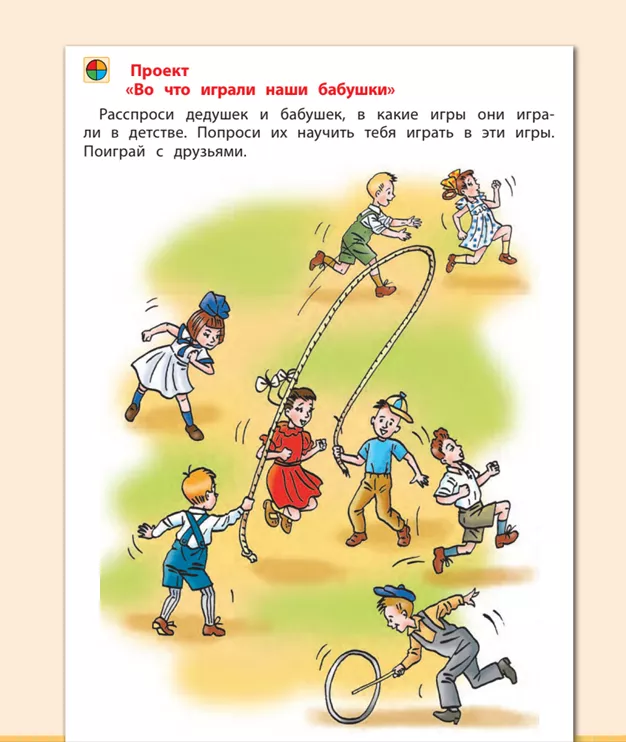 Проект
«Во что играли наши бабушки»
Расспроси дедушек и бабушек, в какие игры они игра-
ли в детстве. Попроси их научить тебя играть в эти игры.
Поиграй с друзьями.